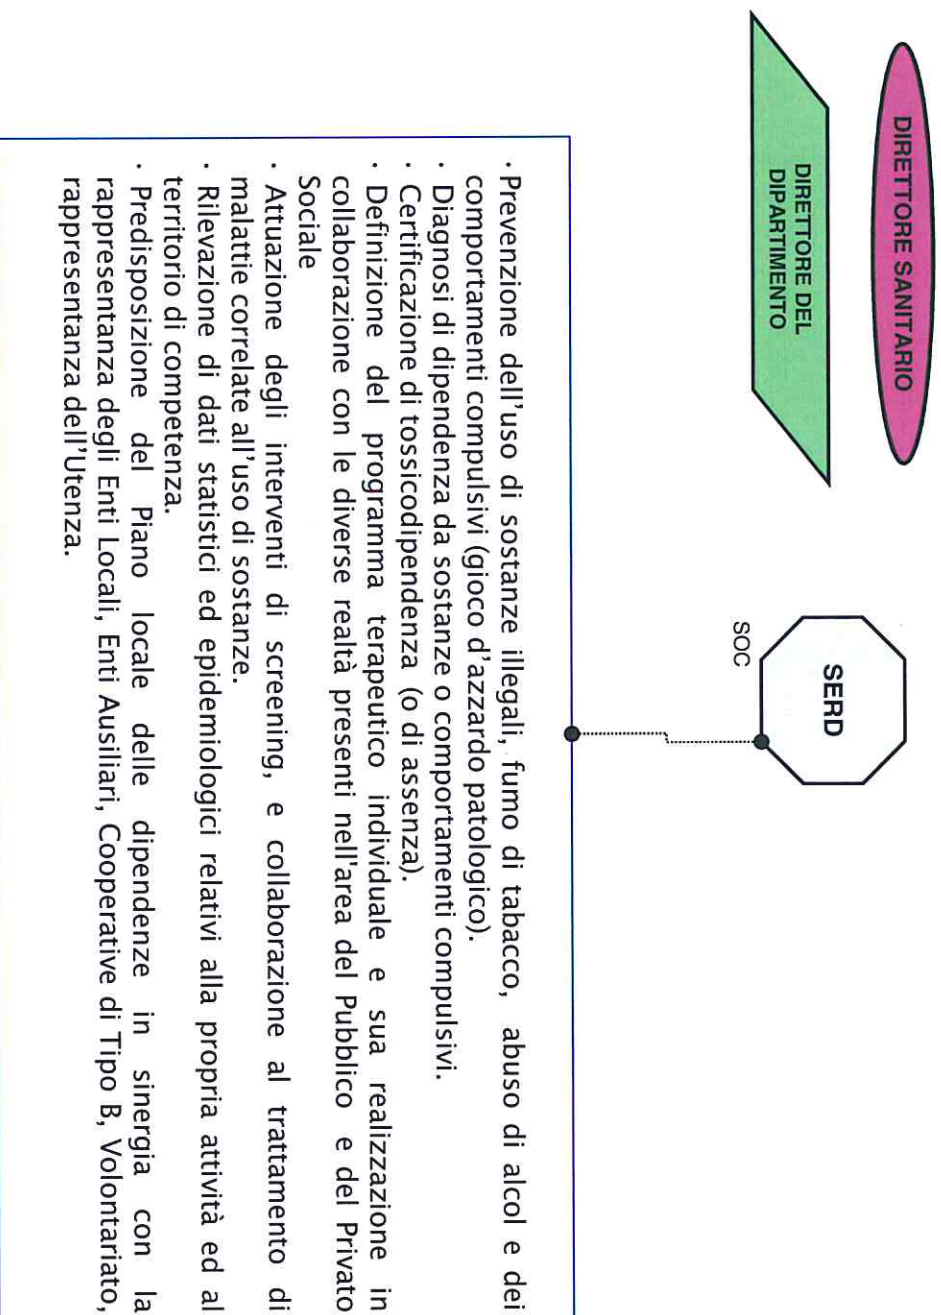 DIRETTORE SANITARIO
DIRETTORE DEL
DIPARTIMENTO
SERD
SOC
· Prevenzione dell'uso di sostanze illegali, fumo di tabacco, abuso di alcol e dei
comportamenti compulsivi (gioco d'azzardo patologico).
· Diagnosi di dipendenza da sostanze o comportamenti compulsivi.
· Certificazione di tossicodipendenza (o di assenza).
· Definizione del programma terapeutico individuale e sua realizzazione in
collaborazione con le diverse realtà presenti nell'area del Pubblico e del Privato
Sociale
· Attuazione degli interventi di screening, e collaborazione al trattamento di
malattie correlate all'uso di sostanze.
· Rilevazione di dati statistici ed epidemiologici relativi alla propria attività ed al
territorio di competenza.
· Predisposizione del Piano locale delle dipendenze in sinergia con la
rappresentanza degli Enti Locali, Enti Ausiliari, Cooperative di Tipo B, Volontariato,
rappresentanza dell'Utenza.